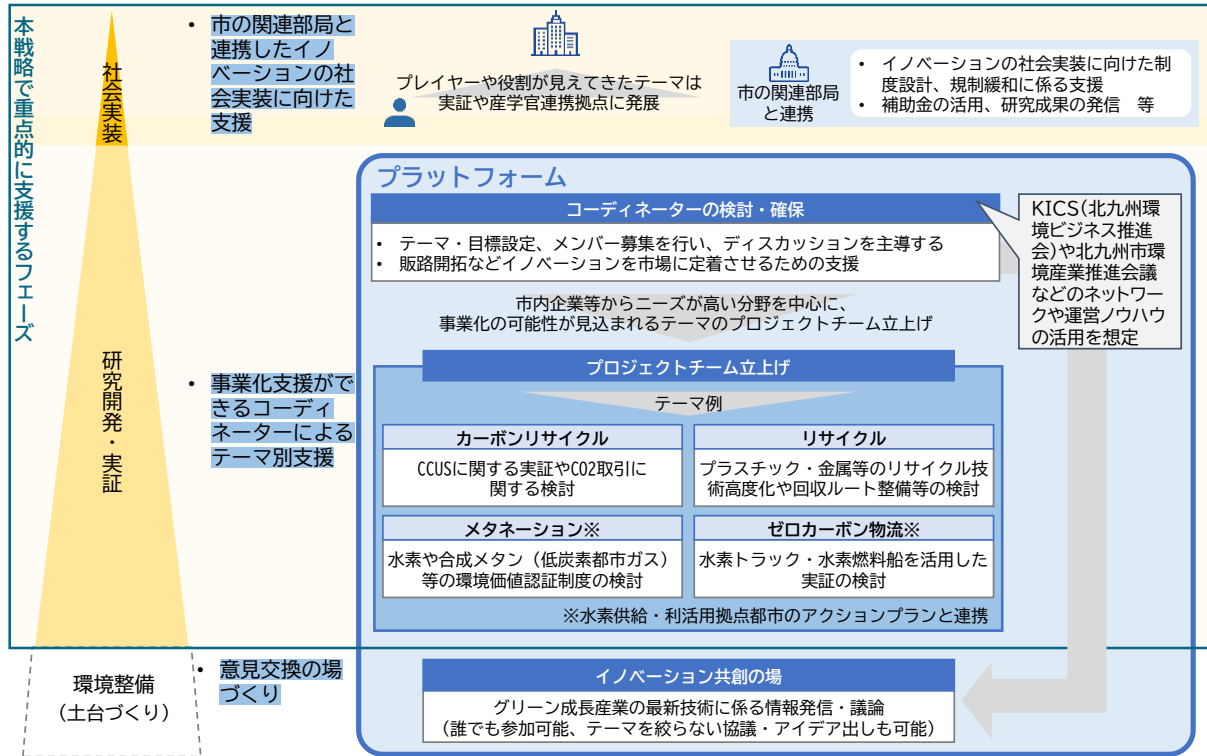 本戦略で重点的に支援するフェーズ
社会実装
• 市の関連部局と
連携したイノ
ベーションの社
会実装に向けた
支援
プレイヤーや役割が見えてきたテーマは
実証や産学官連携拠点に発展
市の関連部局
と連携
• イノベーションの社会実装に向けた制
度設計、規制緩和に係る支援
• 補助金の活用、研究成果の発信　等
研究開発・実証
• 事業化支援がで
きるコーディ
ネーターによる
テーマ別支援
プラットフォーム
コーディネーターの検討・確保
• テーマ・目標設定、メンバー募集を行い、ディスカッションを主導する
• 販路開拓などイノベーションを市場に定着させるための支援
KICS(北九州環
境ビジネス推進
会)や北九州市環
境産業推進会議
などのネットワー
クや運営ノウハウ
の活用を想定
市内企業等からニーズが高い分野を中心に、
事業化の可能性が見込まれるテーマのプロジェクトチーム立上げ
プロジェクトチーム立上げ
テーマ例
カーボンリサイクル
CCUSに関する実証やCO2取引に
関する検討
リサイクル
プラスチック・金属等のリサイクル技
術高度化や回収ルート整備等の検討
メタネーション※
水素や合成メタン（低炭素都市ガス）
等の環境価値認証制度の検討
ゼロカーボン物流※
水素トラック・水素燃料船を活用した
実証の検討
※水素供給・利活用拠点都市のアクションプランと連携
環境整備
（土台づくり）
• 意見交換の場
づくり
イノベーション共創の場
グリーン成長産業の最新技術に係る情報発信・議論
（誰でも参加可能、テーマを絞らない協議・アイデア出しも可能）